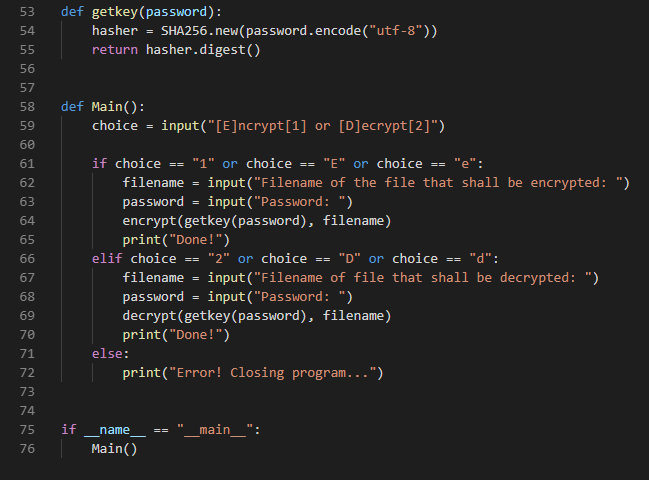 53 def getkey(password):
54     hasher = SHA256.new(password.encode("utf-8"))
55     return hasher.digest()
56
57
58 def Main():
59     choice = input("[E]ncrypt[1] or [D]ecrypt[2]")
60
61     if choice == "1" or choice == "E" or choice == "e":
62         filename = input("Filename of the file that shall be encrypted: ")
63         password = input("Password: ")
64         encrypt(getkey(password), filename)
65         print("Done!")
66     elif choice == "2" or choice == "D" or choice == "d":
67         filename = input("Filename of file that shall be decrypted: ")
68         password = input("Password: ")
69         decrypt(getkey(password), filename)
70         print("Done!")
71     else:
72         print("Error! Closing program...")
73
74
75 if __name__ == "__main__":
76     Main()